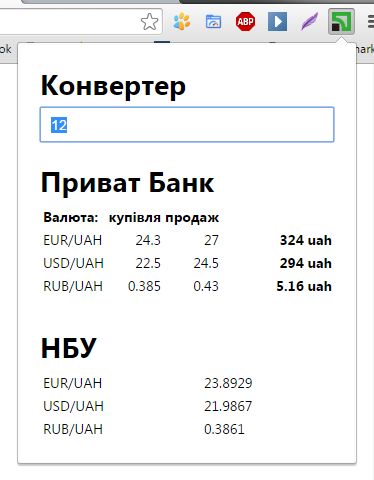 ABP
ok
mark
Конвертер
12
Приват Банк
Валюта: купівля продаж
EUR/UAH 24.3 27 324 uah
USD/UAH 22.5 24.5 294 uah
RUB/UAH 0.385 0.43 5.16 uah
НБУ
EUR/UAH 23.8929
USD/UAH 21.9867
RUB/UAH 0.3861